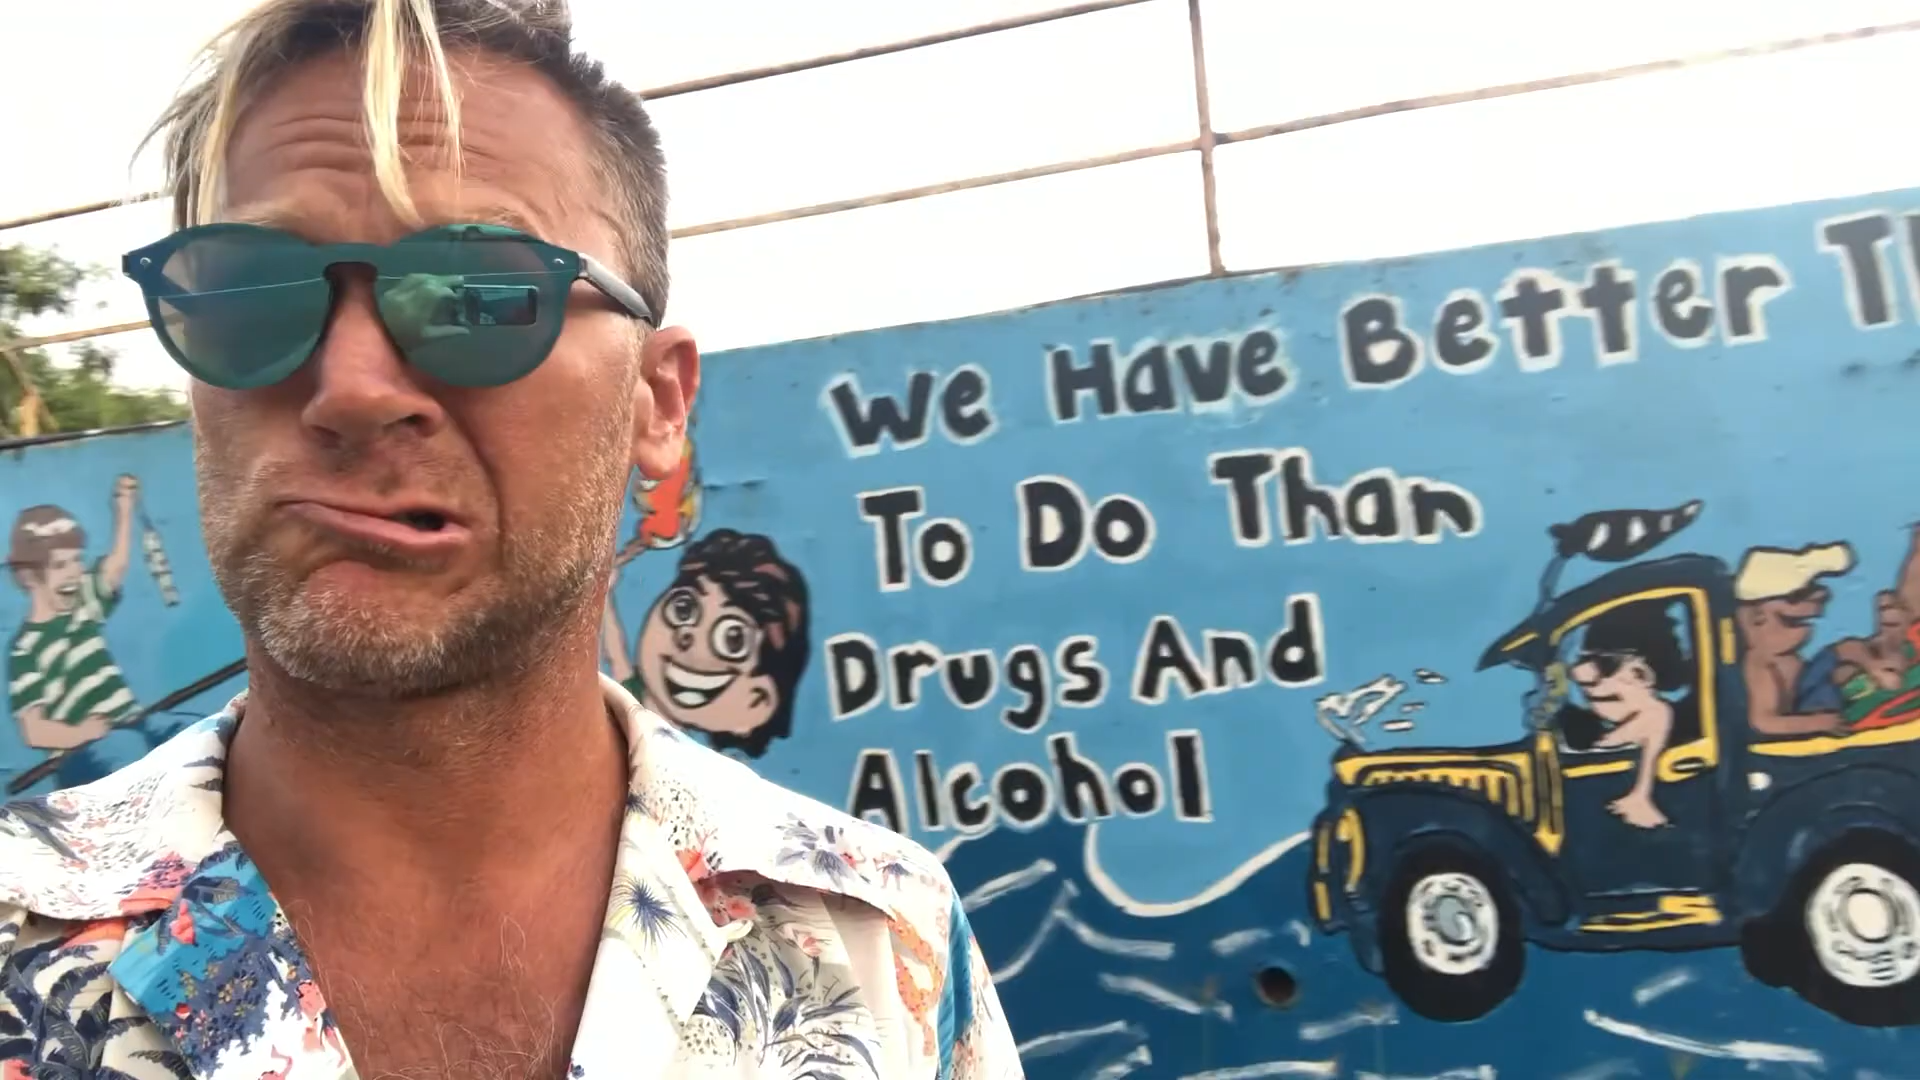 We Have Better
To Do Than
Drugs And
Alcohol